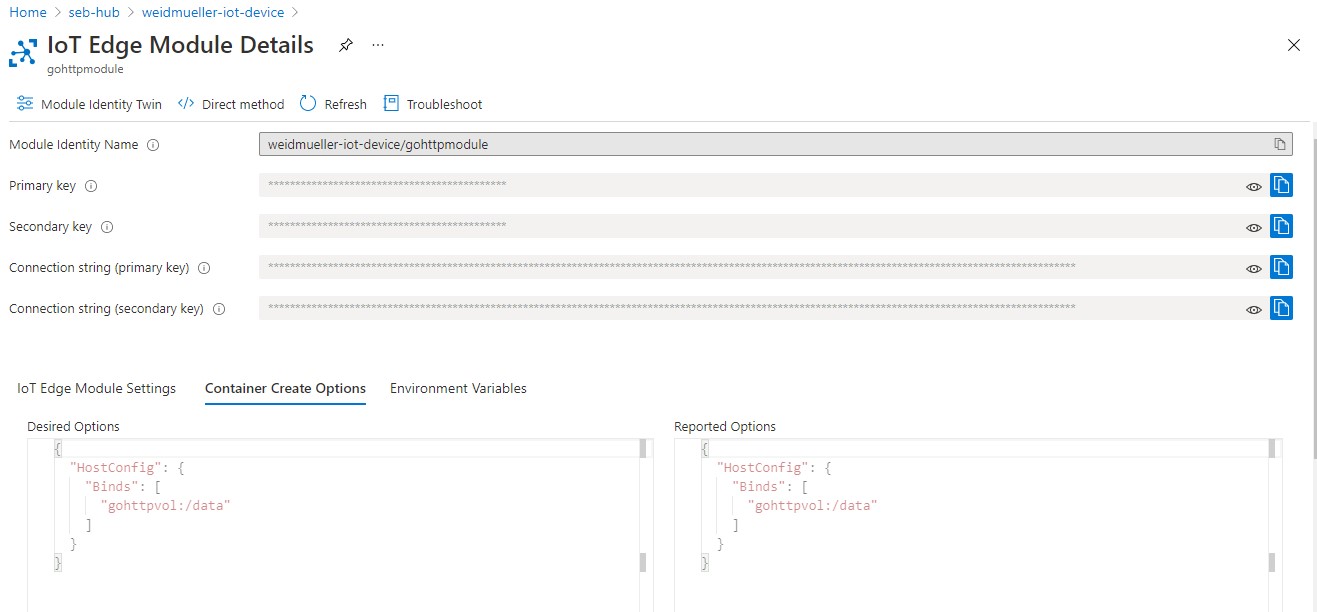 Home > seb-hub > weidmueller-iot-device >
IoT Edge Module Details
gohttpmodule
Module Identity Twin </> Direct method Refresh Troubleshoot
Module Identity Name weidmueller-iot-device/gohttpmodule
Primary key ********************************************
Secondary key ********************************************
Connection string (primary key) ******************************************************************************************************************************************************
Connection string (secondary key) ******************************************************************************************************************************************************
IoT Edge Module Settings Container Create Options Environment Variables
Desired Options
{
"HostConfig": {
"Binds": [
"gohttpvol:/data"
]
}
}
Reported Options
{
"HostConfig": {
"Binds": [
"gohttpvol:/data"
]
}
}